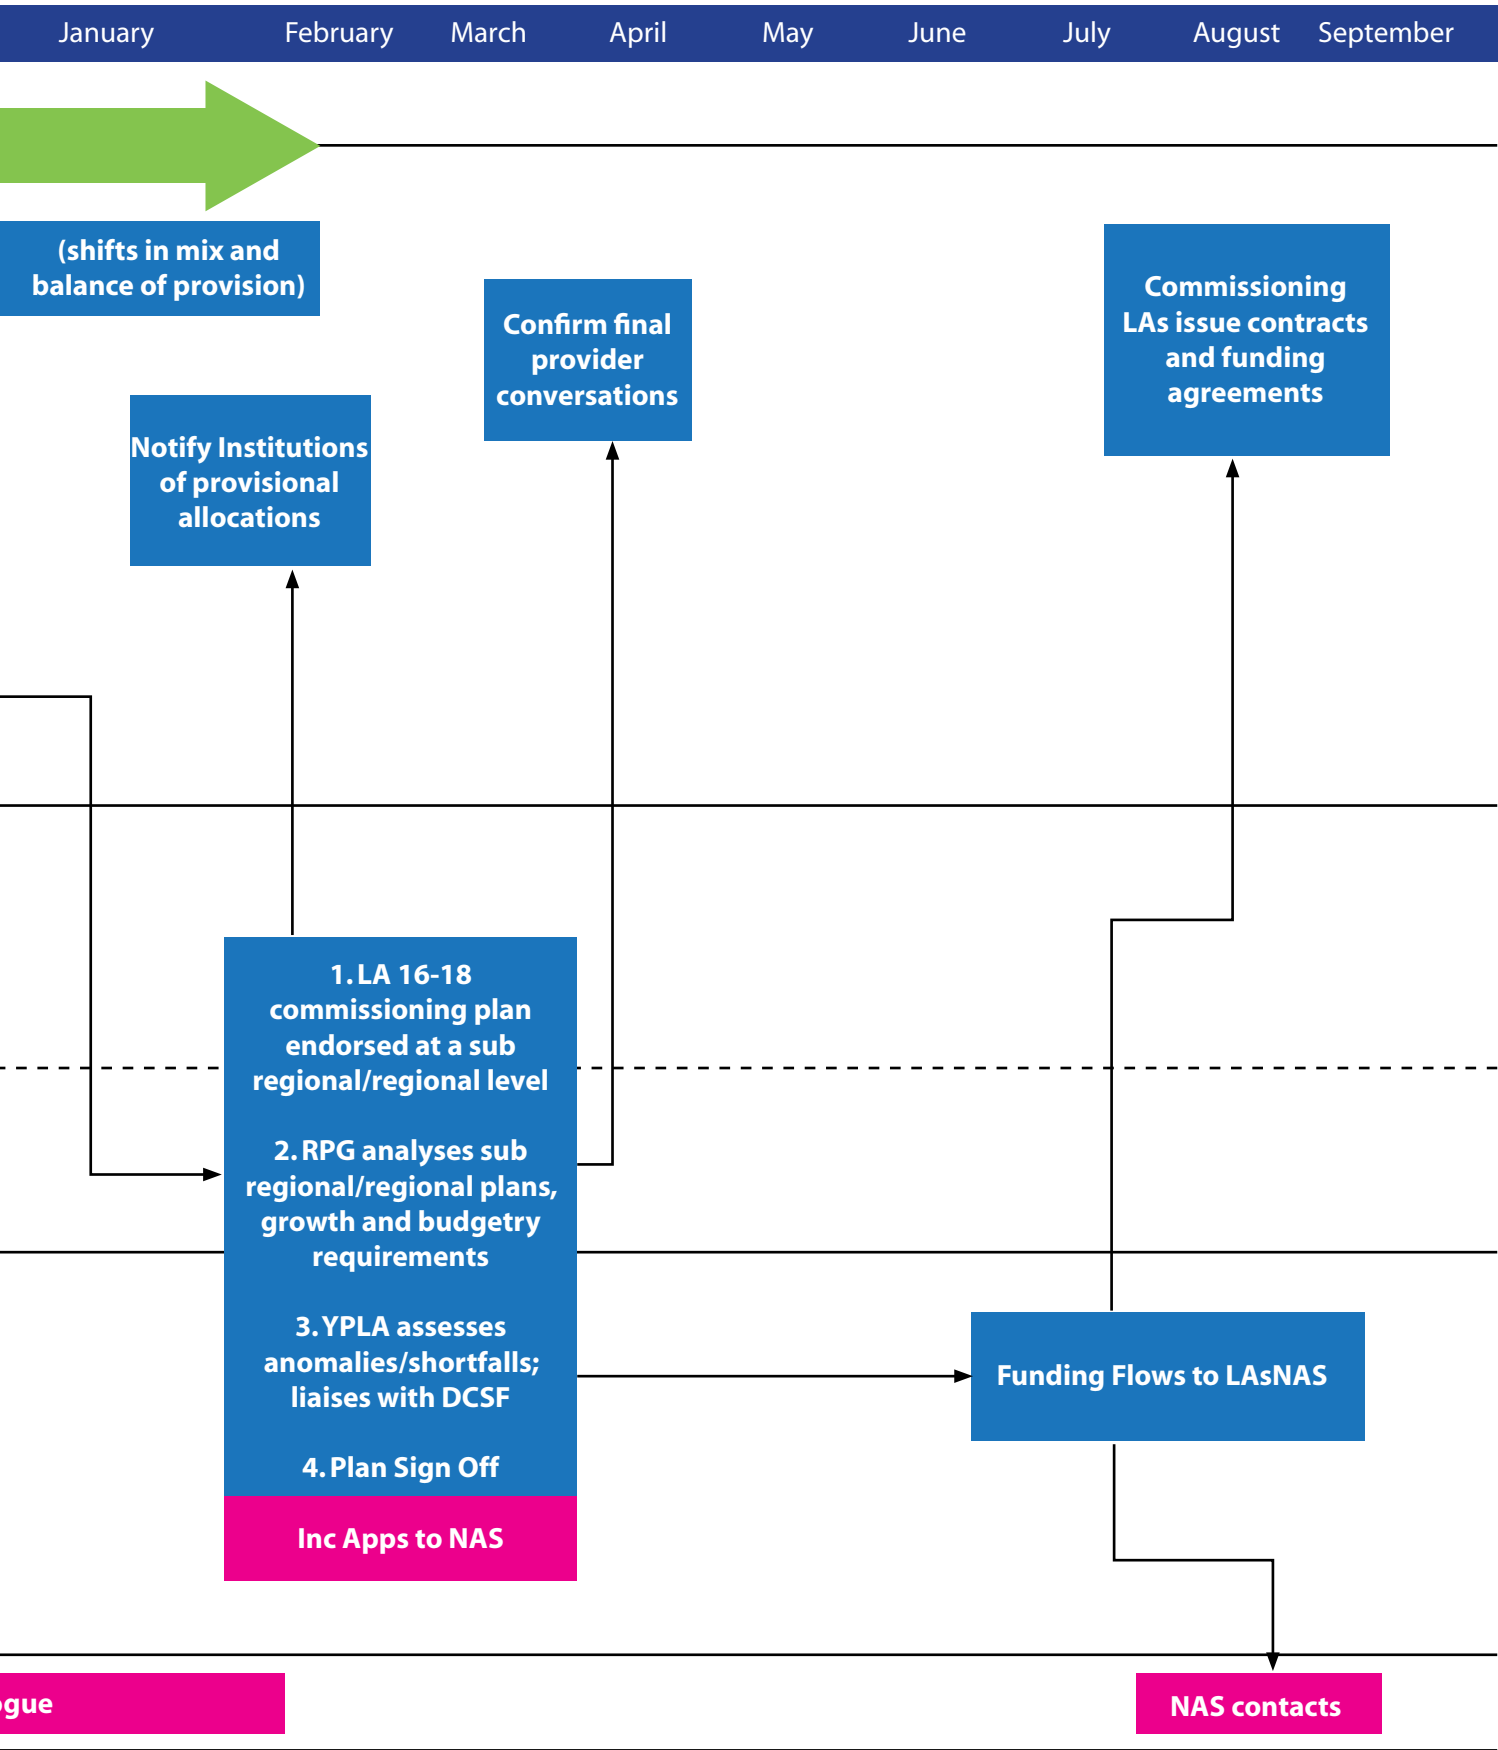 January February March April May June July August September
(shifts in mix and
balance of provision)
Commissioning
LAs issue contracts
and funding
agreements
Confirm final
provider
conversations
Notify Institutions
of provisional
allocations
1. LA 16-18
commissioning plan
endorsed at a sub
regional/regional level
2. RPG analyses sub
regional/regional plans,
growth and budgetry
requirements
3. YPLA assesses
anomalies/shortfalls;
liaises with DCSF
4. Plan Sign Off
Inc Apps to NAS
Funding Flows to LAsNAS
ogue
NAS contacts